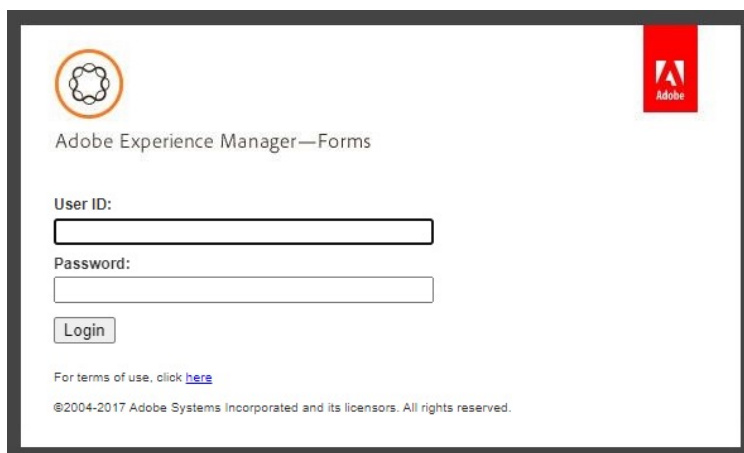 Adobe
Adobe Experience Manager—Forms
User ID:
Password:
Login
For terms of use, click here
©2004-2017 Adobe Systems Incorporated and its licensors. All rights reserved.